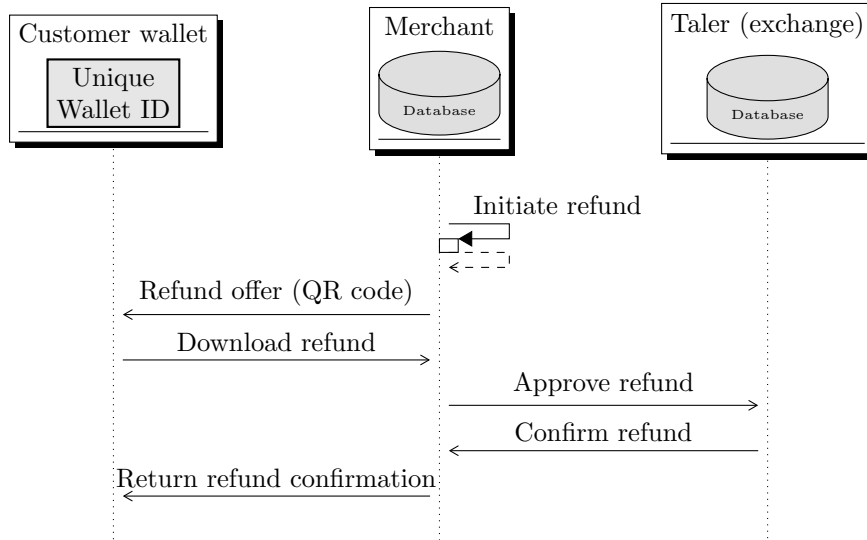 Customer wallet
Unique
Wallet ID
Merchant
Database
Taler (exchange)
Database
Initiate refund
Refund offer (QR code)
Download refund
Approve refund
Confirm refund
Return refund confirmation